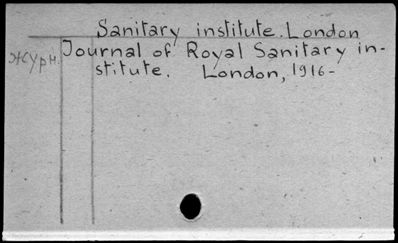 Sanitary institute. London
Журн. Journal of Royal Sanitary in-
stitute. London, 1916-